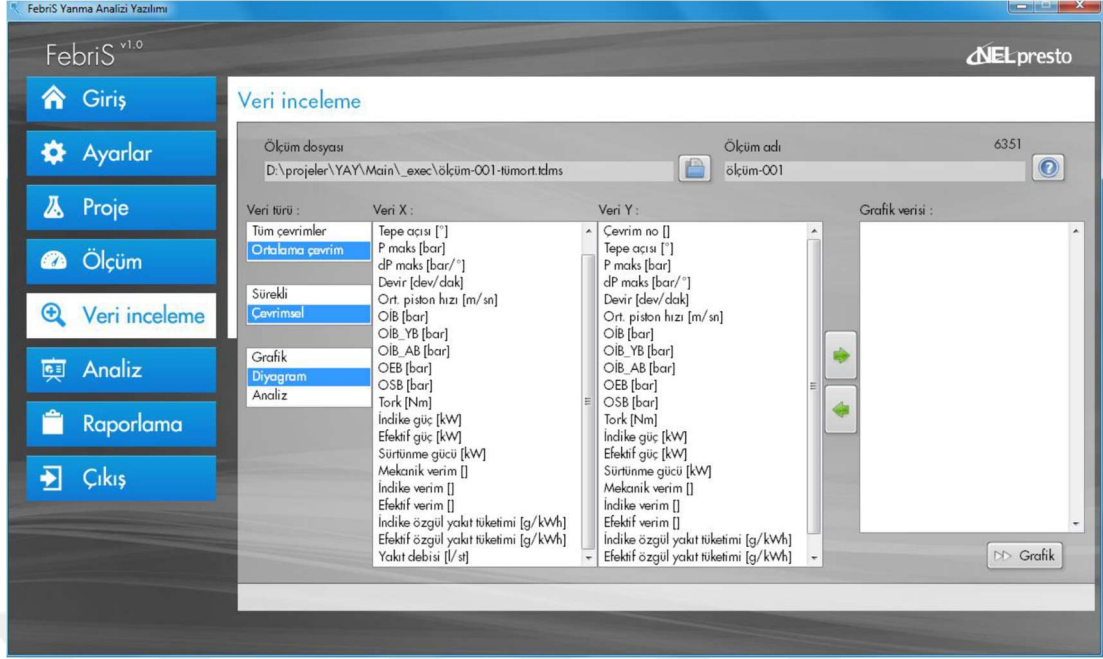 FebriS Yanma Analizi Yazılımı
FebriS v1.0
NEL presto
Giriş
Ayarlar
Proje
Ölçüm
Veri inceleme
Analiz
Raporlama
Çıkış
Veri inceleme
Ölçüm dosyası
Ölçüm adı
6351
D:\projeler\YAY\Main\_exec\ölçüm-001-tümort.tdms
ölçüm-001
Veri türü :
Tüm çevrimler
Ortalama çevrim
Sürekli
Çevrimsel
Grafik
Diyagram
Analiz
Veri X :
Tepe açısı [°]
P maks [bar]
dP maks [bar/°]
Devir [dev/dak]
Ort. piston hızı [m/sn]
OİB [bar]
OİB_YB [bar]
OİB_AB [bar]
OEB [bar]
OSB [bar]
Tork [Nm]
İndike güç [kW]
Efektif güç [kW]
Sürtünme gücü [kW]
Mekanik verim []
İndike verim []
Efektif verim []
İndike özgül yakıt tüketimi [g/kWh]
Efektif özgül yakıt tüketimi [g/kWh]
Yakıt debisi [l/st]
Veri Y :
Çevrim no []
Tepe açısı [°]
P maks [bar]
dP maks [bar/°]
Devir [dev/dak]
Ort. piston hızı [m/sn]
OİB [bar]
OİB_YB [bar]
OİB_AB [bar]
OEB [bar]
OSB [bar]
Tork [Nm]
İndike güç [kW]
Efektif güç [kW]
Sürtünme gücü [kW]
Mekanik verim []
İndike verim []
Efektif verim []
İndike özgül yakıt tüketimi [g/kWh]
Efektif özgül yakıt tüketimi [g/kWh]
Grafik verisi :
Grafik